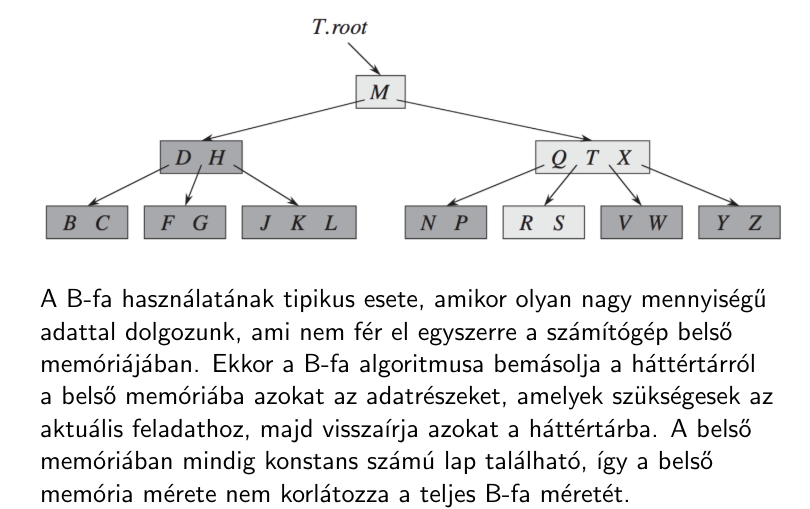 T.root
M
D H
Q T X
B C
F G
J K L
N P
R S
V W
Y Z
A B-fa használatának tipikus esete, amikor olyan nagy mennyiségű
adattal dolgozunk, ami nem fér el egyszerre a számítógép belső
memóriájában. Ekkor a B-fa algoritmusa bemásolja a háttértárról
a belső memóriába azokat az adatrészeket, amelyek szükségesek az
aktuális feladathoz, majd visszaírja azokat a háttértárba. A belső
memóriában mindig konstans számú lap található, így a belső
memória mérete nem korlátozza a teljes B-fa méretét.